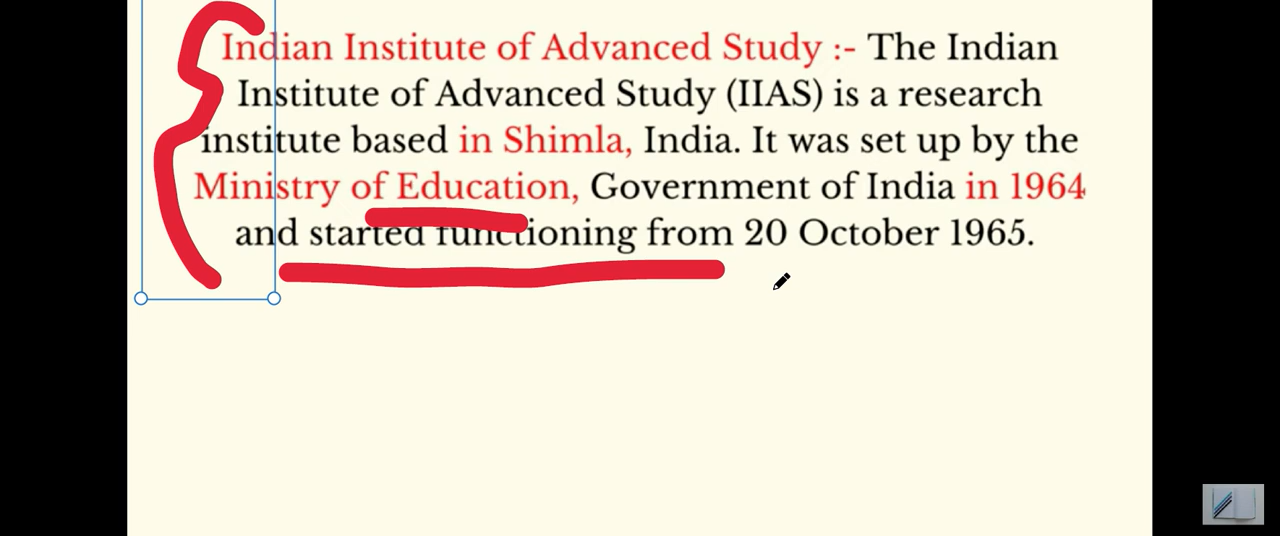 Indian Institute of Advanced Study :- The Indian
Institute of Advanced Study (IIAS) is a research
institute based in Shimla, India. It was set up by the
Ministry of Education, Government of India in 1964
and started functioning from 20 October 1965.